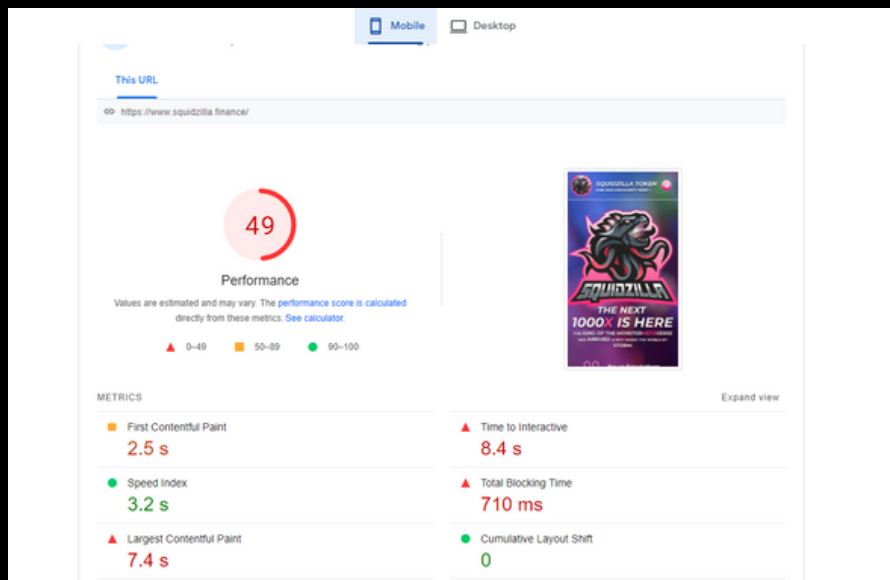 Mobile
Desktop
This URL
https://www.squidzilla.finance/
49
Performance
Values are estimated and may vary. The performance score is calculated
directly from these metrics. See calculator.
0–49
50–89
90–100
SQUIDZILLA TOKEN
SQUIDZILLA
THE NEXT
1000X IS HERE
METRICS
Expand view
First Contentful Paint
2.5 s
Time to Interactive
8.4 s
Speed Index
3.2 s
Total Blocking Time
710 ms
Largest Contentful Paint
7.4 s
Cumulative Layout Shift
0